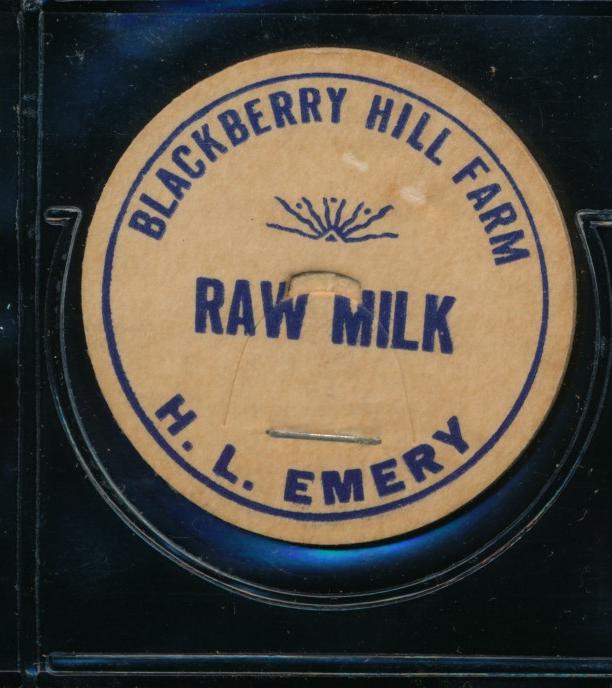 BLACKBERRY HILL FARM
RAW MILK
H. L. EMERY